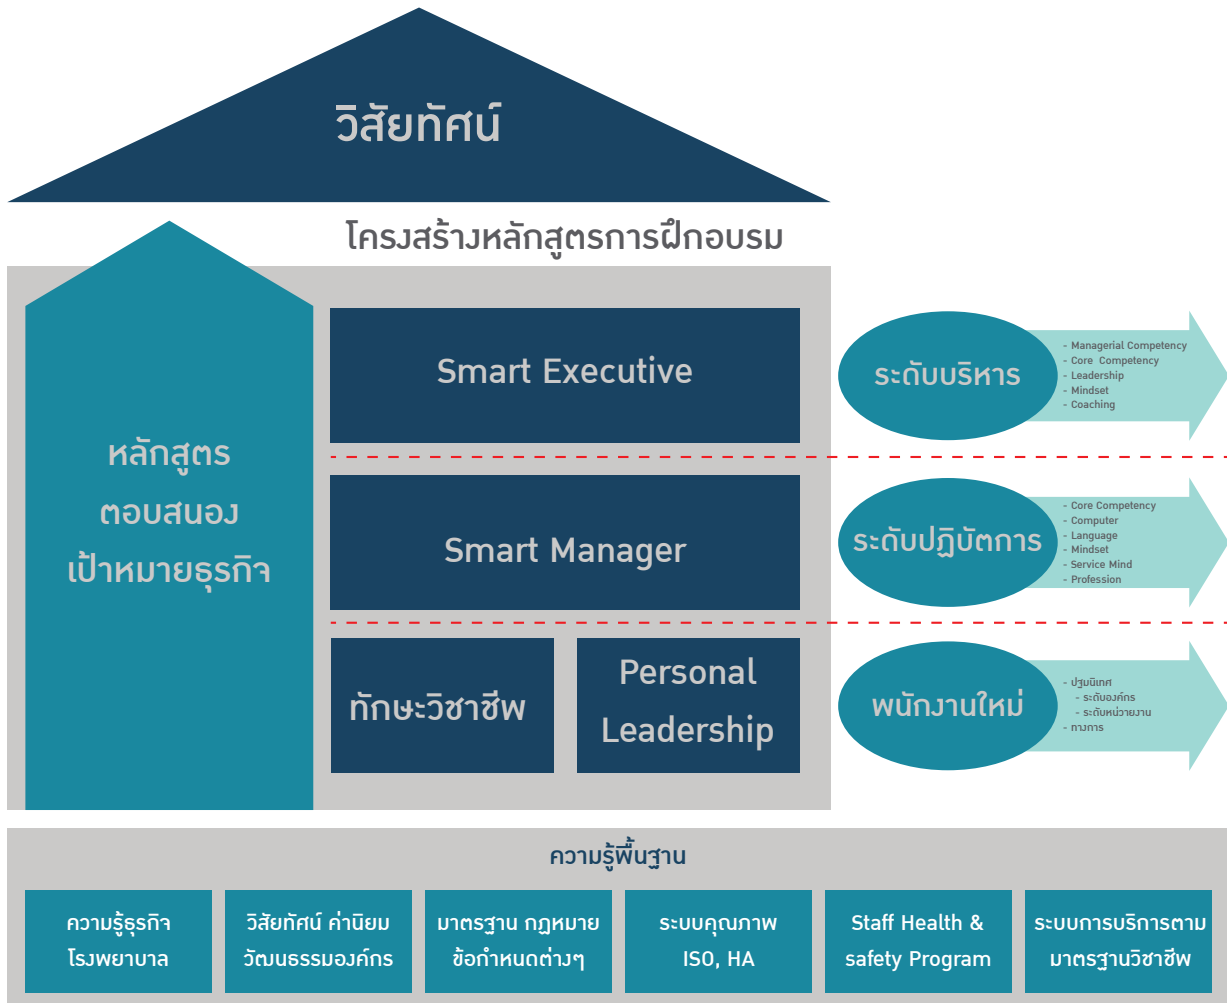 วิสัยทัศน์
โครงสร้างหลักสูตรการฝึกอบรม
หลักสูตร
ตอบสนอง
เป้าหมายธุรกิจ
Smart Executive
ระดับบริหาร
- Managerial Competency
- Core Competency
- Leadership
- Mindset
- Coaching
Smart Manager
ระดับปฏิบัตการ
- Core Competency
- Computer
- Language
- Mindset
- Service Mind
- Profession
ทักษะวิชาชีพ
Personal
Leadership
พนักงานใหม่
- ปฐมนิเทศ
- ระดับองค์กร
- ระดับหน่วายงาน
- ทางการ
ความรู้พื้นฐาน
ความรู้ธุรกิจ
โรงพยาบาล
วิสัยทัศน์ ค่านิยม
วัฒนธรรมองค์กร
มาตรฐาน กฎหมาย
ข้อกำหนดต่างๆ
ระบบคุณภาพ
ISO, HA
Staff Health &
safety Program
ระบบการบริการตาม
มาตรฐานวิชาชีพ